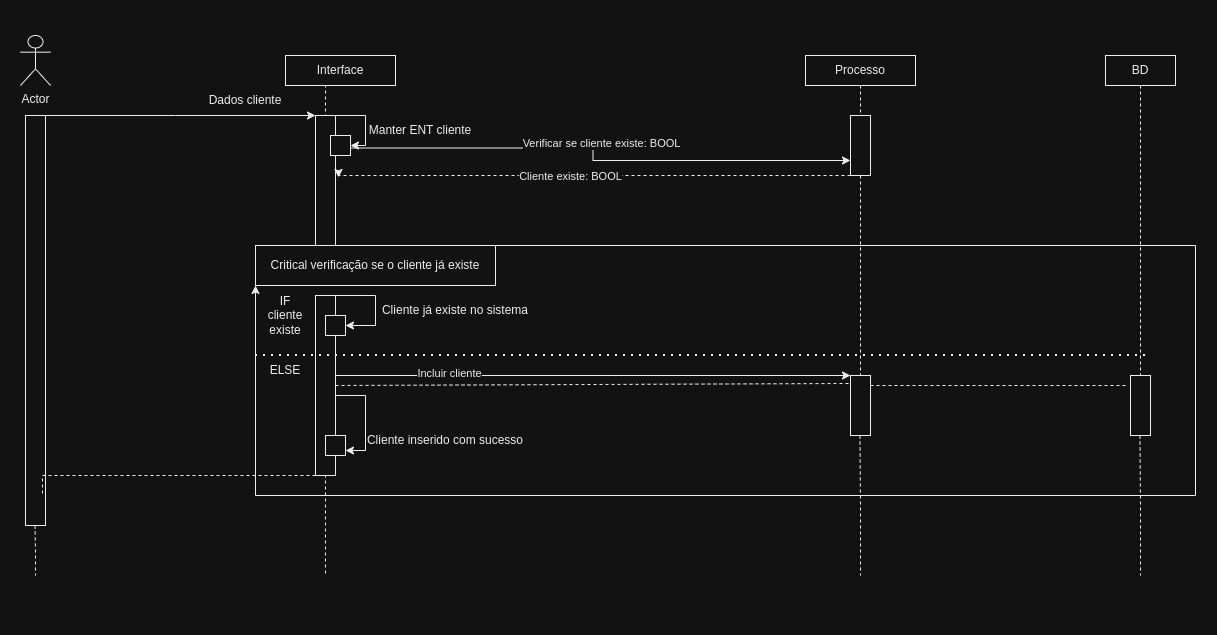 Interface
Processo
BD
Actor
Dados cliente
Manter ENT cliente
Verificar se cliente existe: BOOL
Cliente existe: BOOL
Critical verificação se o cliente já existe
IF
cliente
existe
Cliente já existe no sistema
ELSE
Incluir cliente
Cliente inserido com sucesso